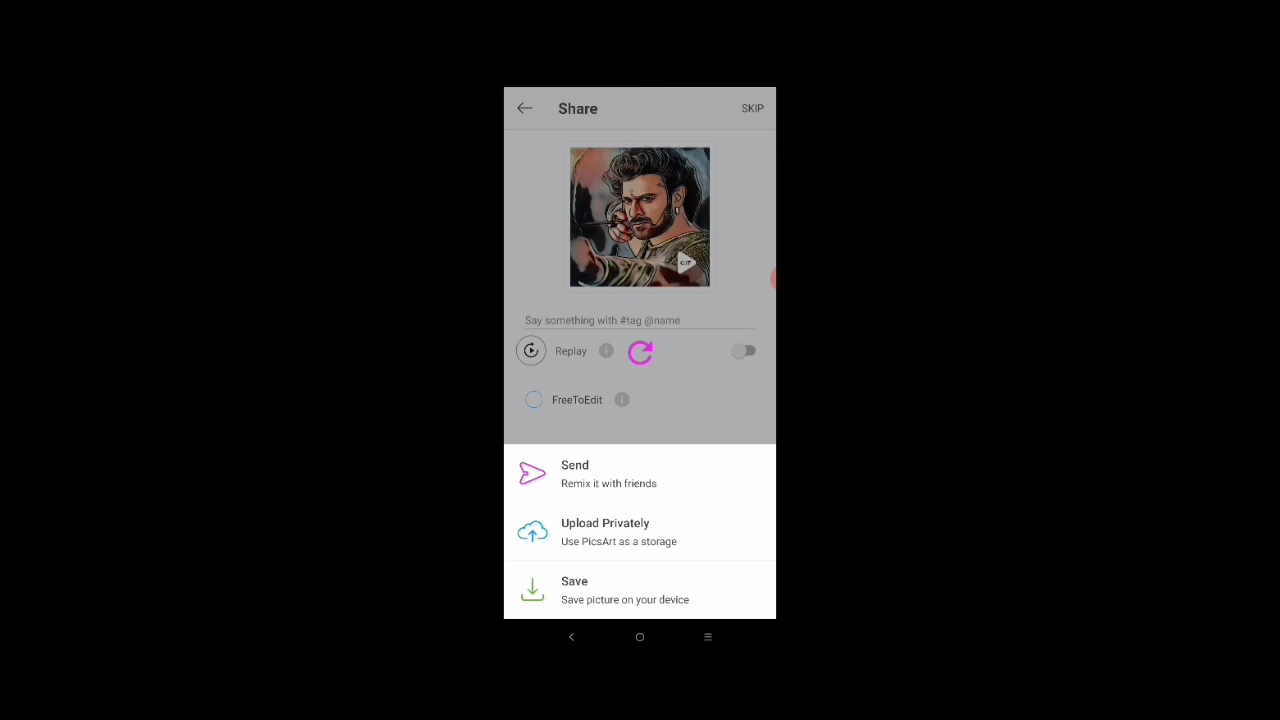 Share
SKIP
GIF
Say something with #tag @name
Replay
FreeToEdit
Send
Remix it with friends
Upload Privately
Use PicsArt as a storage
Save
Save picture on your device